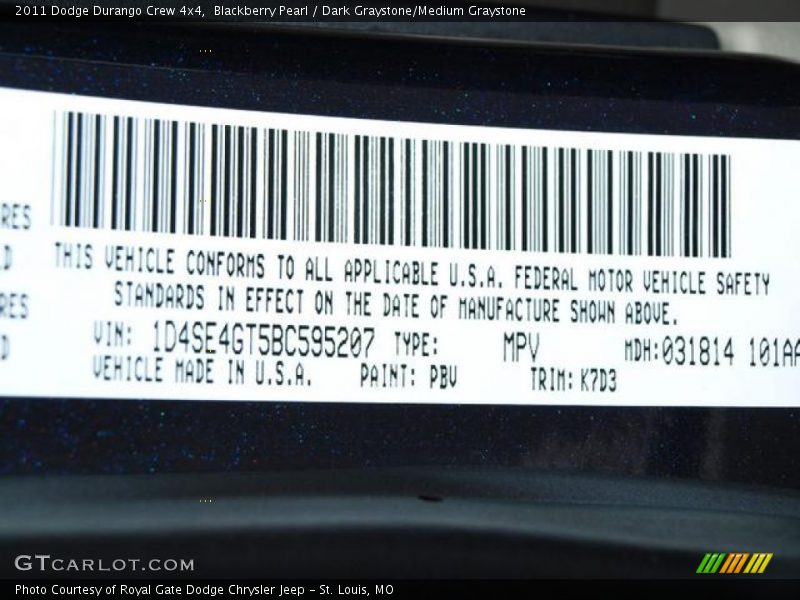 2011 Dodge Durango Crew 4x4, Blackberry Pearl / Dark Graystone/Medium Graystone
RES
D
RES
D
THIS VEHICLE CONFORMS TO ALL APPLICABLE U.S.A. FEDERAL MOTOR VEHICLE SAFETY
STANDARDS IN EFFECT ON THE DATE OF MANUFACTURE SHOWN ABOVE.
VIN: 1D4SE4GT5BC595207 TYPE: MPV MDH:031814 101AA
VEHICLE MADE IN U.S.A. PAINT: PBV TRIM: K7D3
GTCARLOT.COM
Photo Courtesy of Royal Gate Dodge Chrysler Jeep – St. Louis, MO